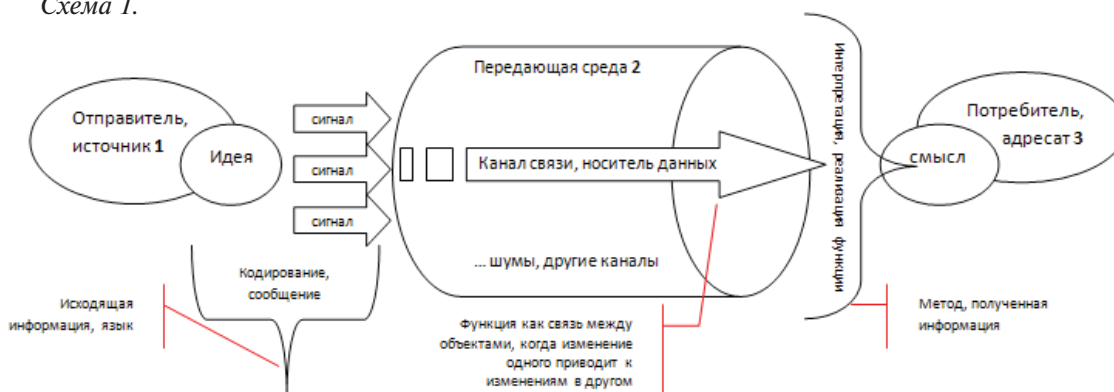 Схема 1.
Отправитель,
источник 1
Идея
сигнал
сигнал
сигнал
Передающая среда 2
Канал связи, носитель данных
... шумы, другие каналы
Интерпретация, реализация функции
смысл
Потребитель,
адресат 3
Кодирование,
сообщение
Исходящая
информация, язык
Функция как связь между
объектами, когда изменение
одного приводит к
изменениям в другом
Метод, полученная
информация